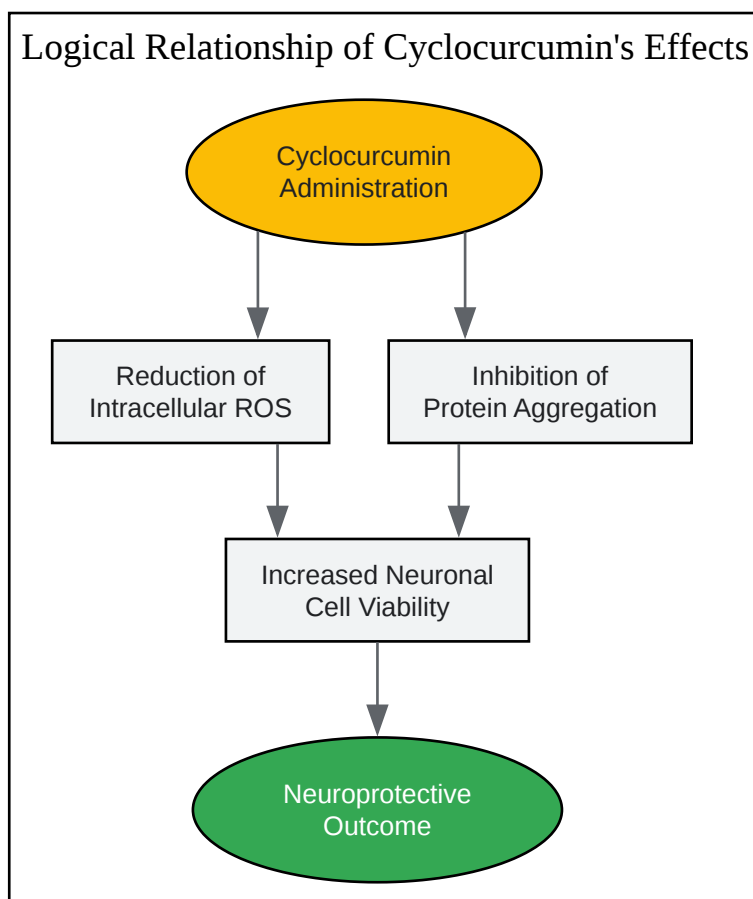 Logical Relationship of Cyclocurcumin's Effects
Cyclocurcumin
Administration
Reduction of
Intracellular ROS
Inhibition of
Protein Aggregation
Increased Neuronal
Cell Viability
Neuroprotective
Outcome